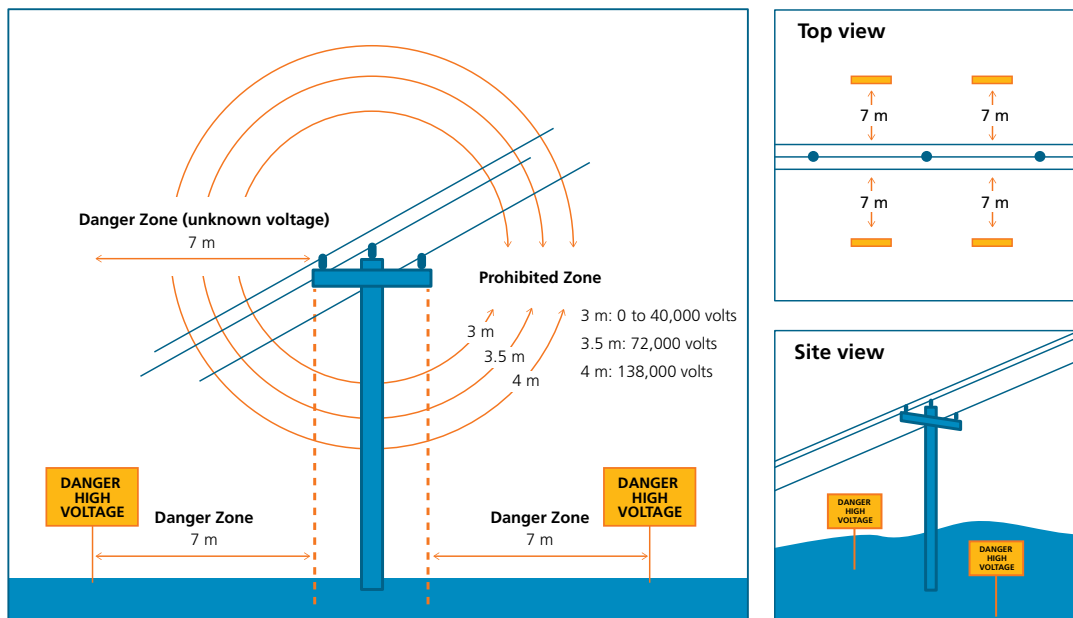 Danger Zone (unknown voltage)
7 m
Prohibited Zone
3 m: 0 to 40,000 volts
3.5 m: 72,000 volts
4 m: 138,000 volts
3 m
3.5 m
4 m
DANGER
HIGH
VOLTAGE
Danger Zone
7 m
Danger Zone
7 m
DANGER
HIGH
VOLTAGE
Top view
7 m
7 m
7 m
7 m
Site view
DANGER
HIGH
VOLTAGE
DANGER
HIGH
VOLTAGE